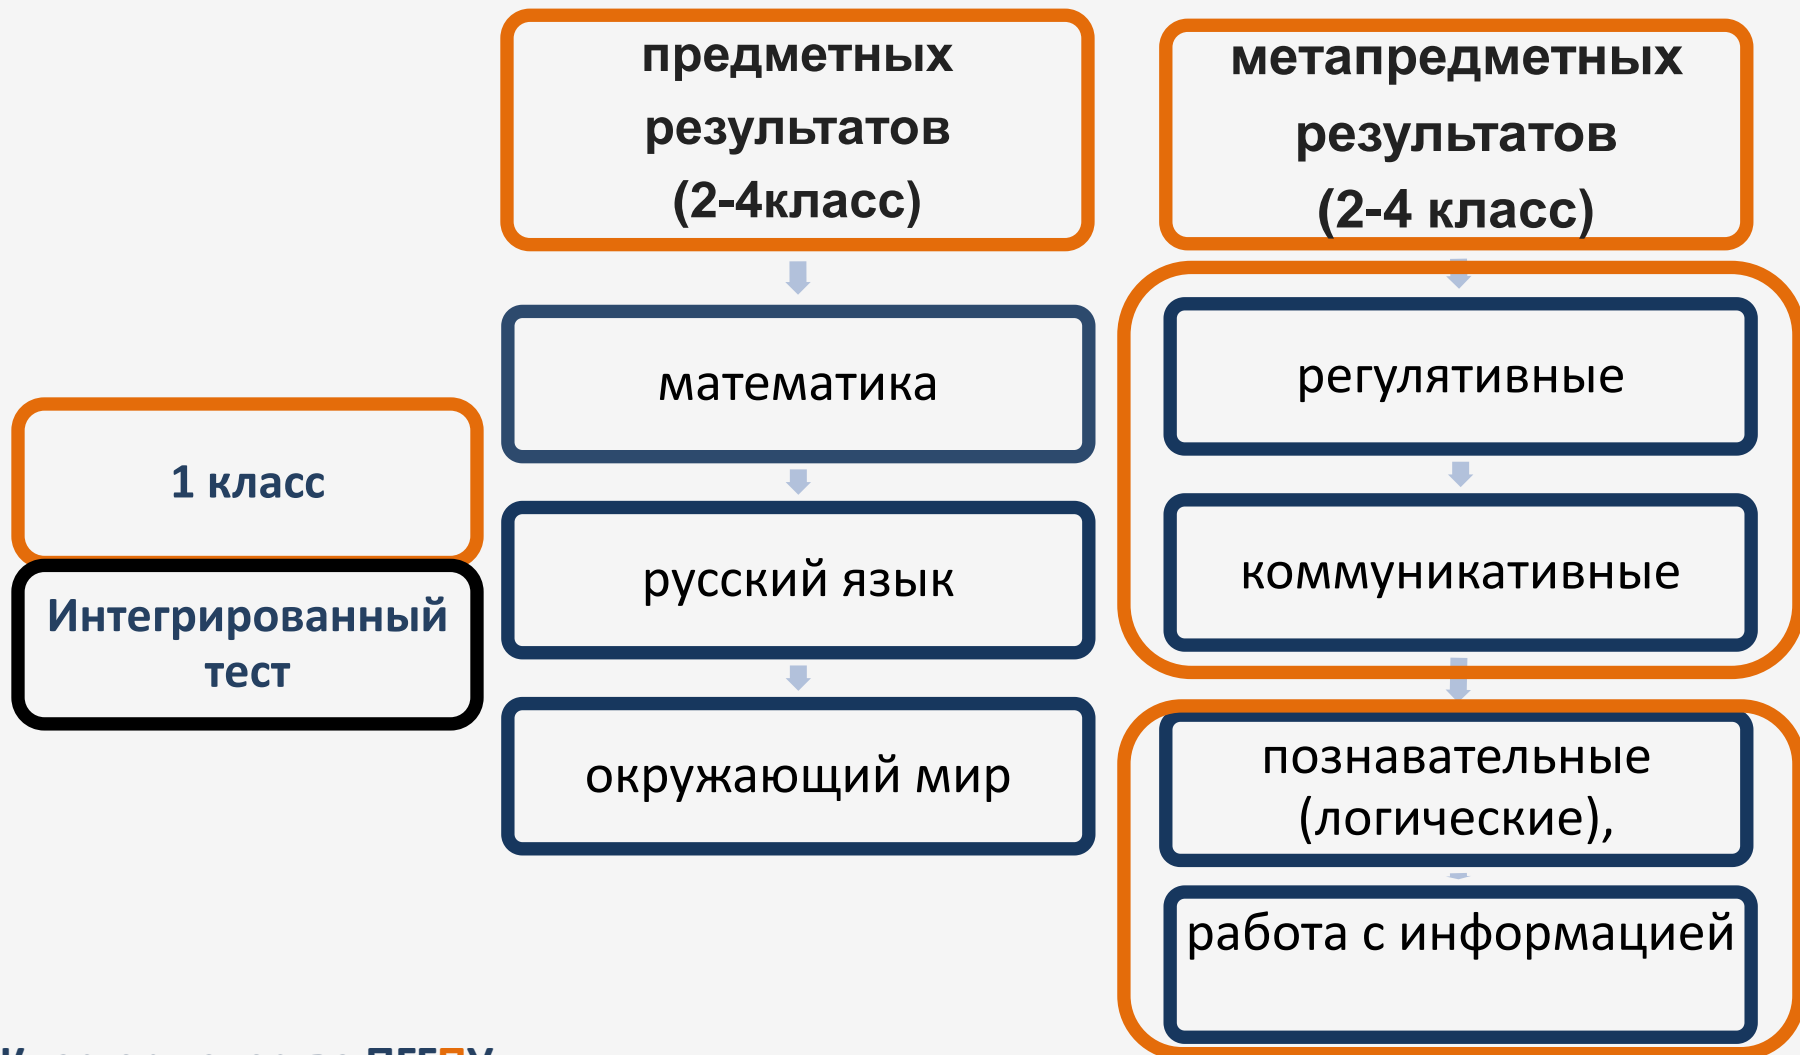 предметных
результатов
(2-4класс)
метапредметных
результатов
(2-4 класс)
1 класс
Интегрированный
тест
математика
русский язык
окружающий мир
регулятивные
коммуникативные
познавательные
(логические),
работа с информацией